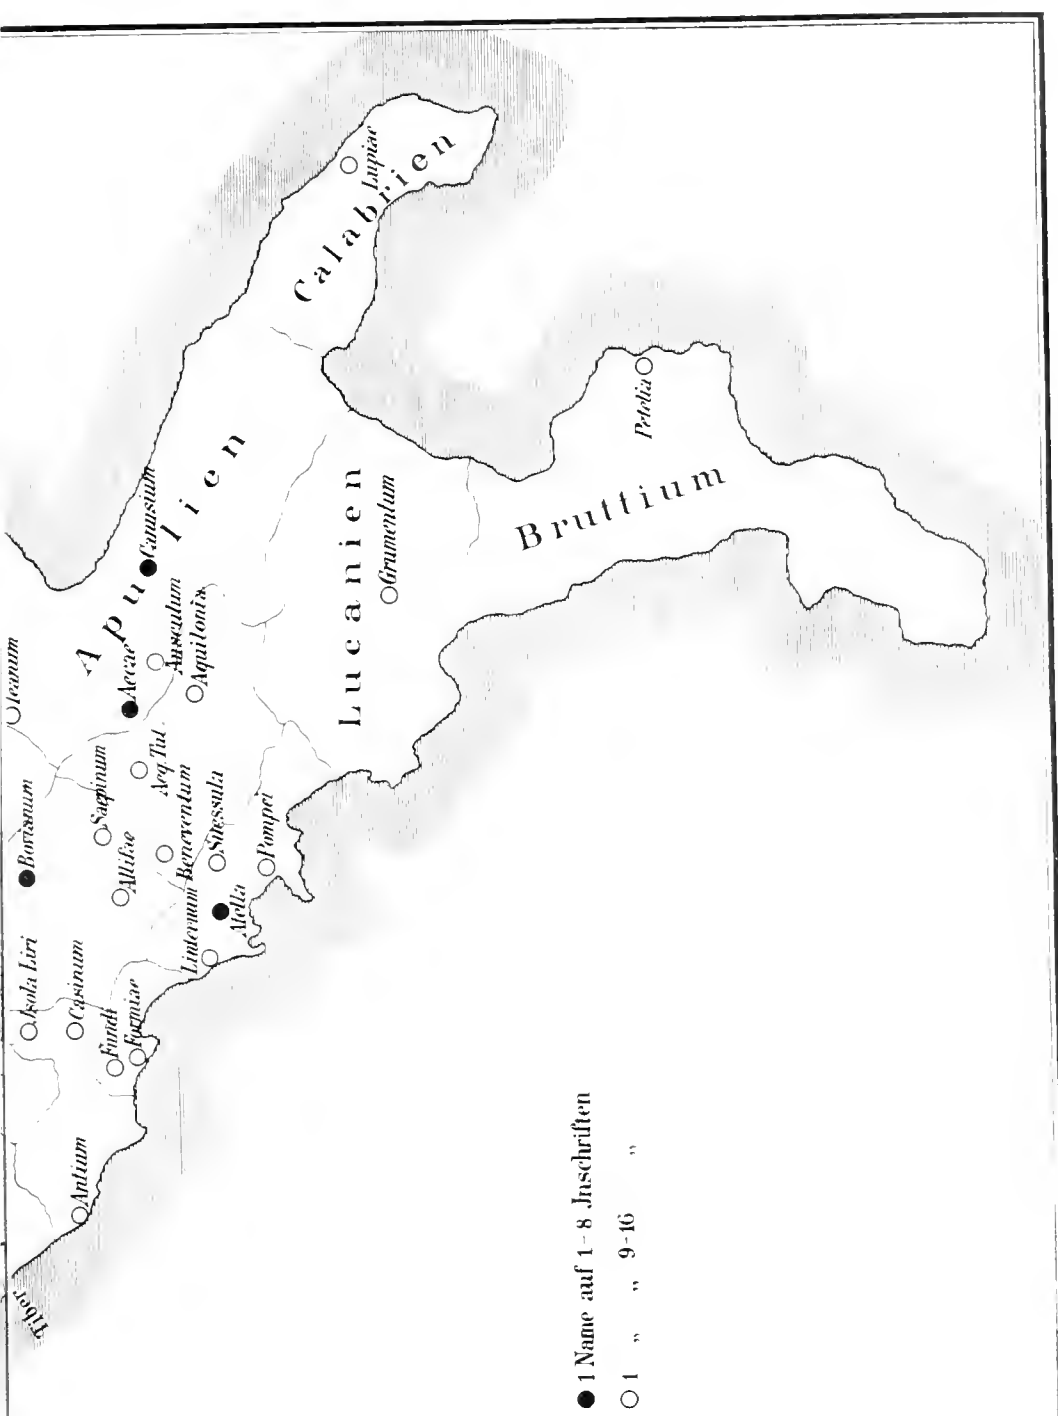 Tiber
Antium
Isola Liri
Casinum
Fundi
Formiae
Bovianum
Teanum
Saepinum
Allifae
Aeq. Tut.
Beneventum
Liternum
Suessula
Atella
Pompei
Aecae
Canusium
Ausculum
Aquilonia
Apulien
Calabrien
Lupiae
Lucanien
Grumentum
Bruttium
Petelia
1 Name auf 1-8 Jnschriften
1 „ „ 9-16 „